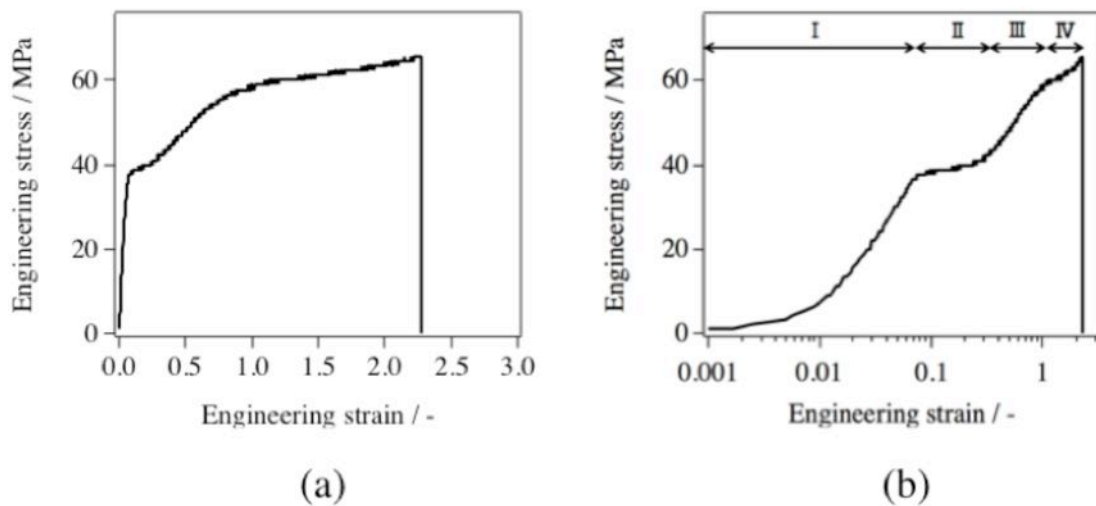 Engineering stress / MPa
60
40
20
0
0.0 0.5 1.0 1.5 2.0 2.5 3.0
Engineering strain / -
(a)
Engineering stress / MPa
I II III IV
60
40
20
0
0.001 0.01 0.1 1
Engineering strain / -
(b)